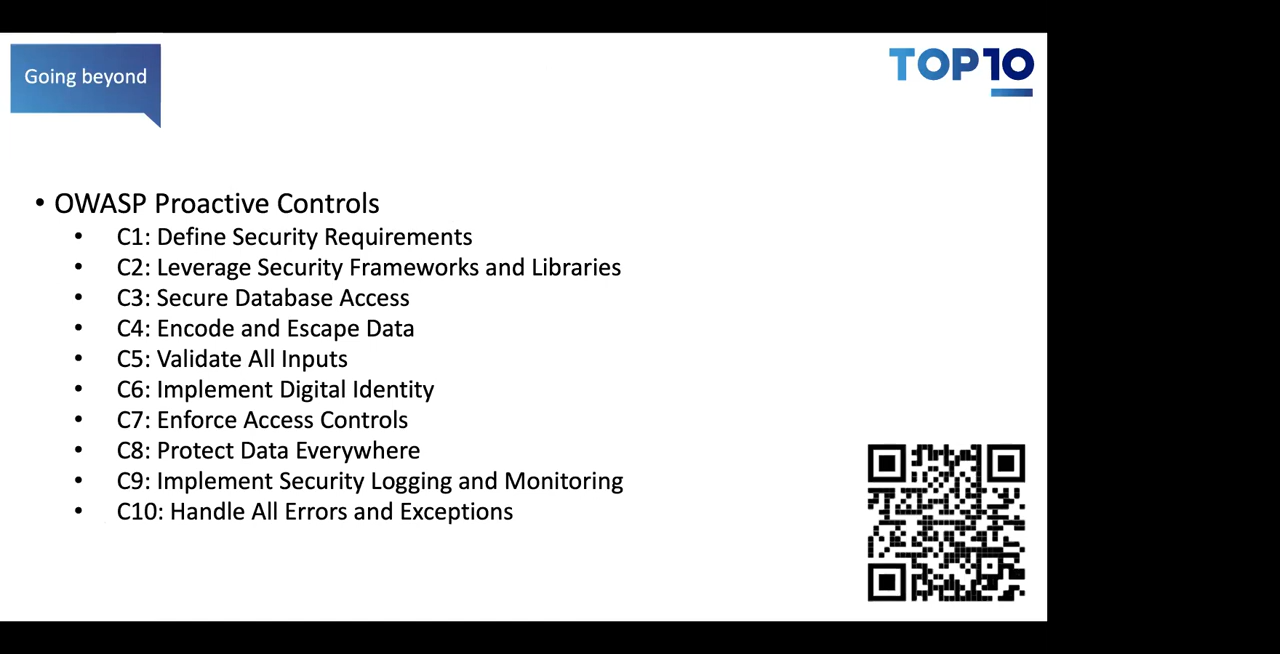 Going beyond
TOP10
• OWASP Proactive Controls
• C1: Define Security Requirements
• C2: Leverage Security Frameworks and Libraries
• C3: Secure Database Access
• C4: Encode and Escape Data
• C5: Validate All Inputs
• C6: Implement Digital Identity
• C7: Enforce Access Controls
• C8: Protect Data Everywhere
• C9: Implement Security Logging and Monitoring
• C10: Handle All Errors and Exceptions